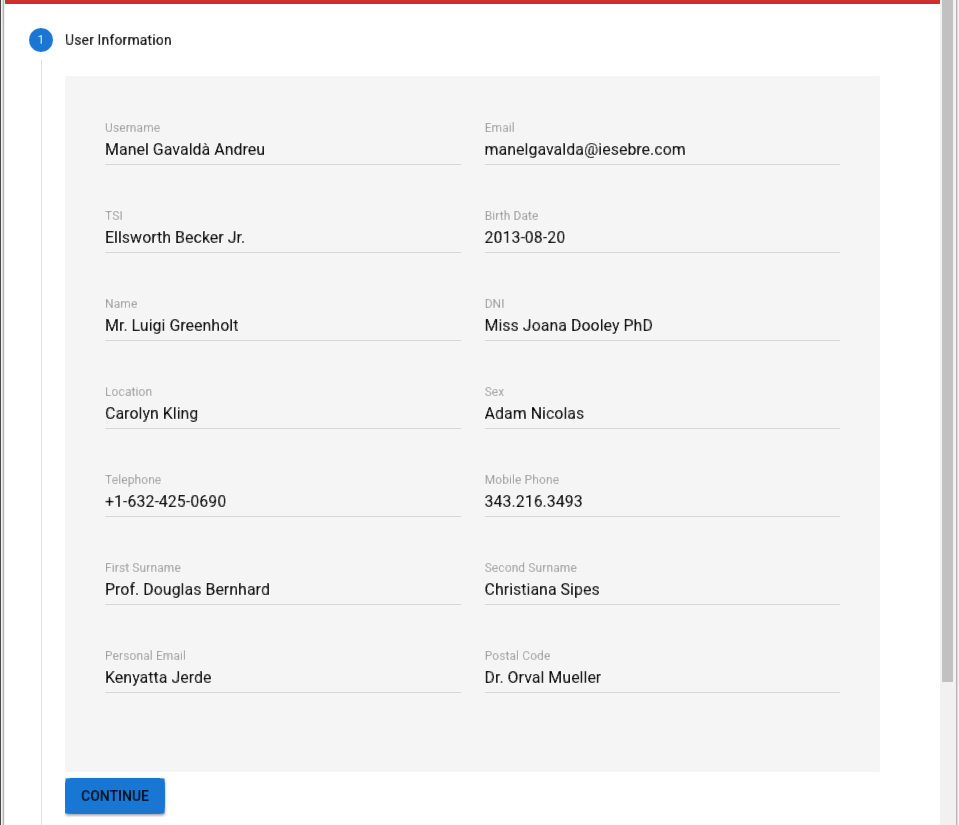 1 User Information
Username Email
Manel Gavaldà Andreu manelgavalda@iesebre.com
TSI Birth Date
Ellsworth Becker Jr. 2013-08-20
Name DNI
Mr. Luigi Greenholt Miss Joana Dooley PhD
Location Sex
Carolyn Kling Adam Nicolas
Telephone Mobile Phone
+1-632-425-0690 343.216.3493
First Surname Second Surname
Prof. Douglas Bernhard Christiana Sipes
Personal Email Postal Code
Kenyatta Jerde Dr. Orval Mueller
CONTINUE